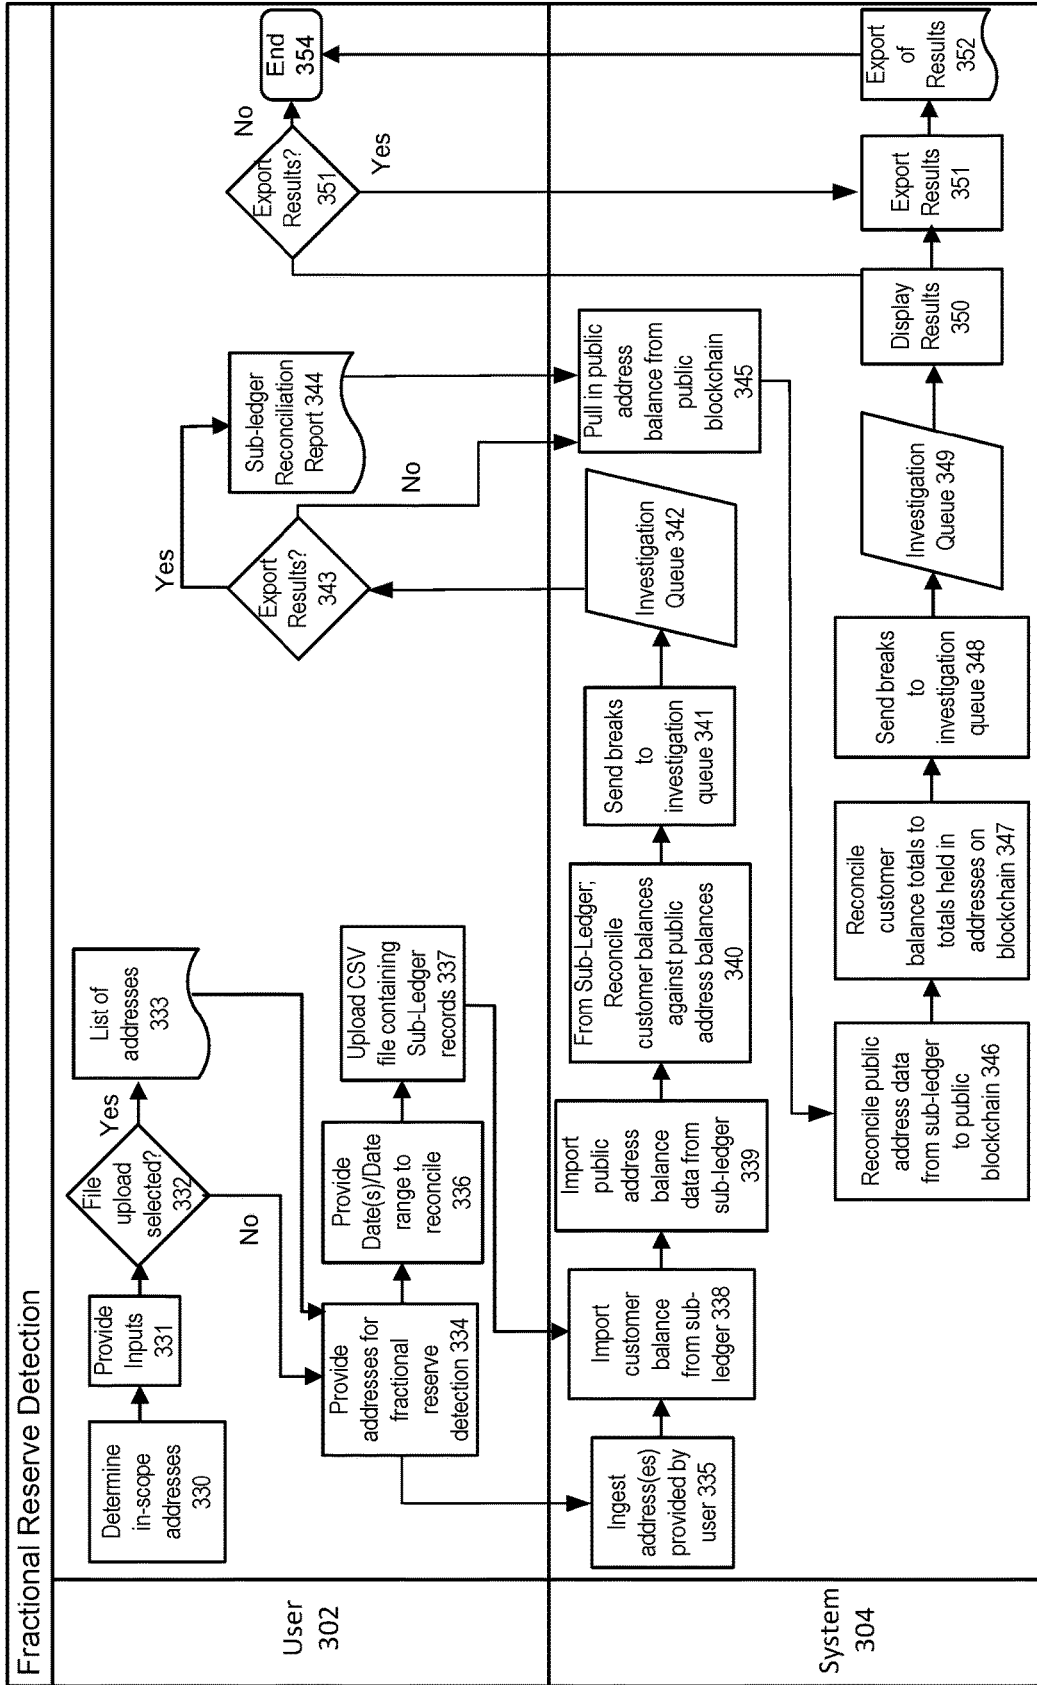 Fractional Reserve Detection
User
302
Determine
in-scope
addresses
330
Provide
Inputs
331
File
upload
selected?
332
Yes
No
List of
addresses
333
Provide
addresses for
fractional
reserve
detection 334
Provide
Date(s)/Date
range to
reconcile
336
Upload CSV
file containing
Sub-Ledger
records 337
Yes
Export
Results?
343
No
Sub-ledger
Reconciliation
Report 344
Export
Results?
351
No
Yes
End
354
System
304
Ingest
address(es)
provided by
user 335
Import
customer
balance
from sub-
ledger 338
Import
public
address
balance
data from
sub-ledger
339
From Sub-Ledger;
Reconcile
customer balances
against public
address balances
340
Send breaks
to
investigation
queue 341
Investigation
Queue 342
Pull in public
address
balance from
public
blockchain
345
Reconcile public
address data
from sub-ledger
to public
blockchain 346
Reconcile
customer
balance totals to
totals held in
addresses on
blockchain 347
Send breaks
to
investigation
queue 348
Investigation
Queue 349
Display
Results
350
Export
Results
351
Export
of
Results
352